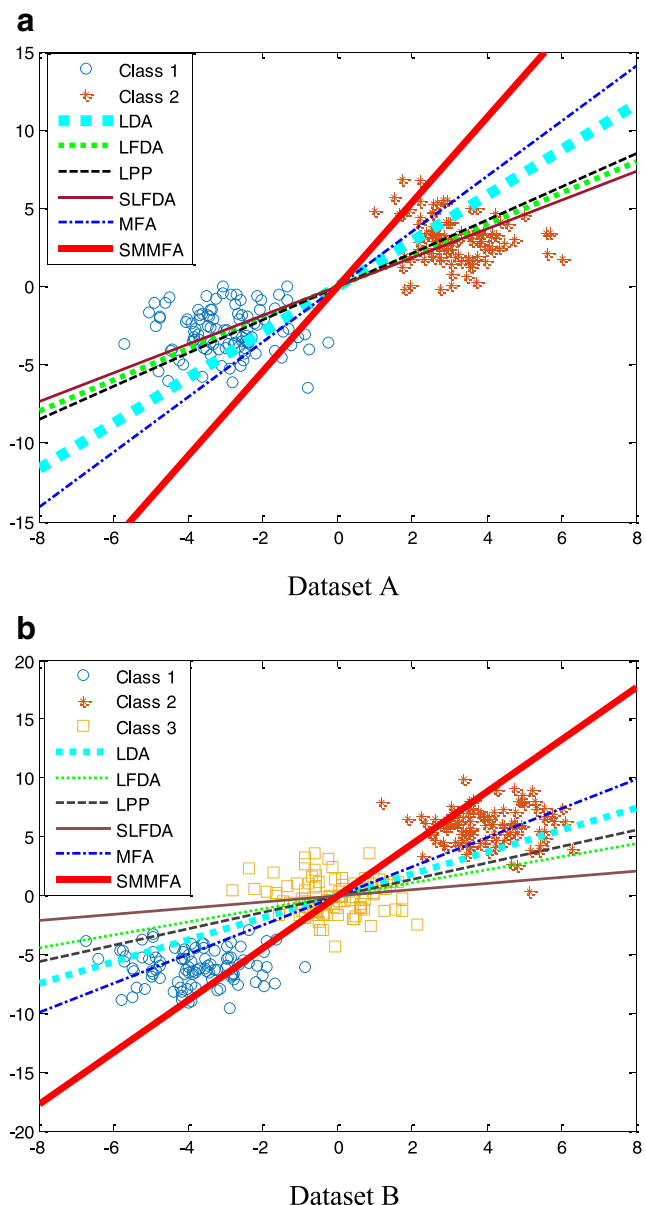 a
15
10
5
0
-5
-10
-15
-8
-6
-4
-2
0
2
4
6
8
Class 1
Class 2
LDA
LFDA
LPP
SLFDA
MFA
SMMFA
Dataset A
b
20
15
10
5
0
-5
-10
-15
-20
-8
-6
-4
-2
0
2
4
6
8
Class 1
Class 2
Class 3
LDA
LFDA
LPP
SLFDA
MFA
SMMFA
Dataset B